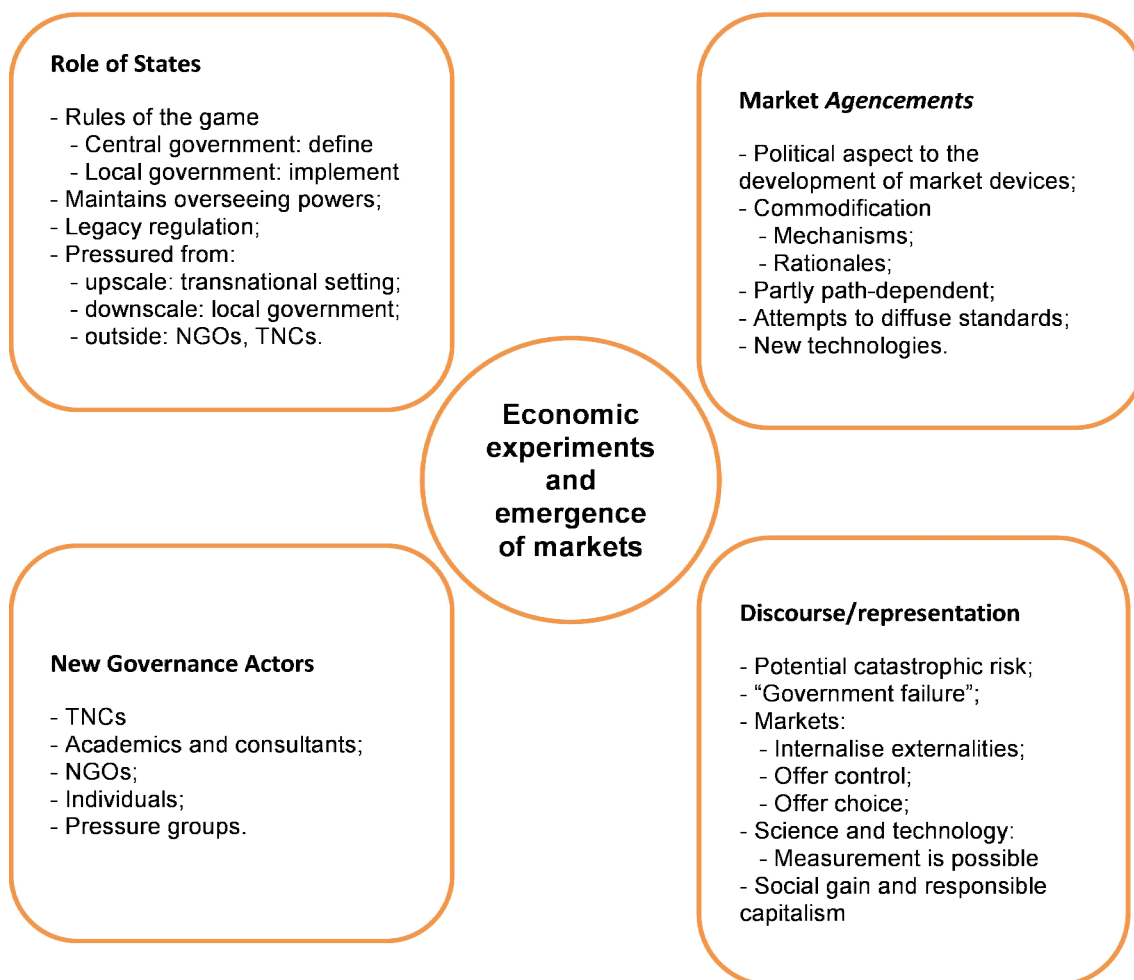 Role of States
- Rules of the game
- Central government: define
- Local government: implement
- Maintains overseeing powers;
- Legacy regulation;
- Pressured from:
- upscale: transnational setting;
- downscale: local government;
- outside: NGOs, TNCs.
Market Agencements
- Political aspect to the
development of market devices;
- Commodification
- Mechanisms;
- Rationales;
- Partly path-dependent;
- Attempts to diffuse standards;
- New technologies.
Economic
experiments
and
emergence
of markets
New Governance Actors
- TNCs
- Academics and consultants;
- NGOs;
- Individuals;
- Pressure groups.
Discourse/representation
- Potential catastrophic risk;
- “Government failure”;
- Markets:
- Internalise externalities;
- Offer control;
- Offer choice;
- Science and technology:
- Measurement is possible
- Social gain and responsible
capitalism